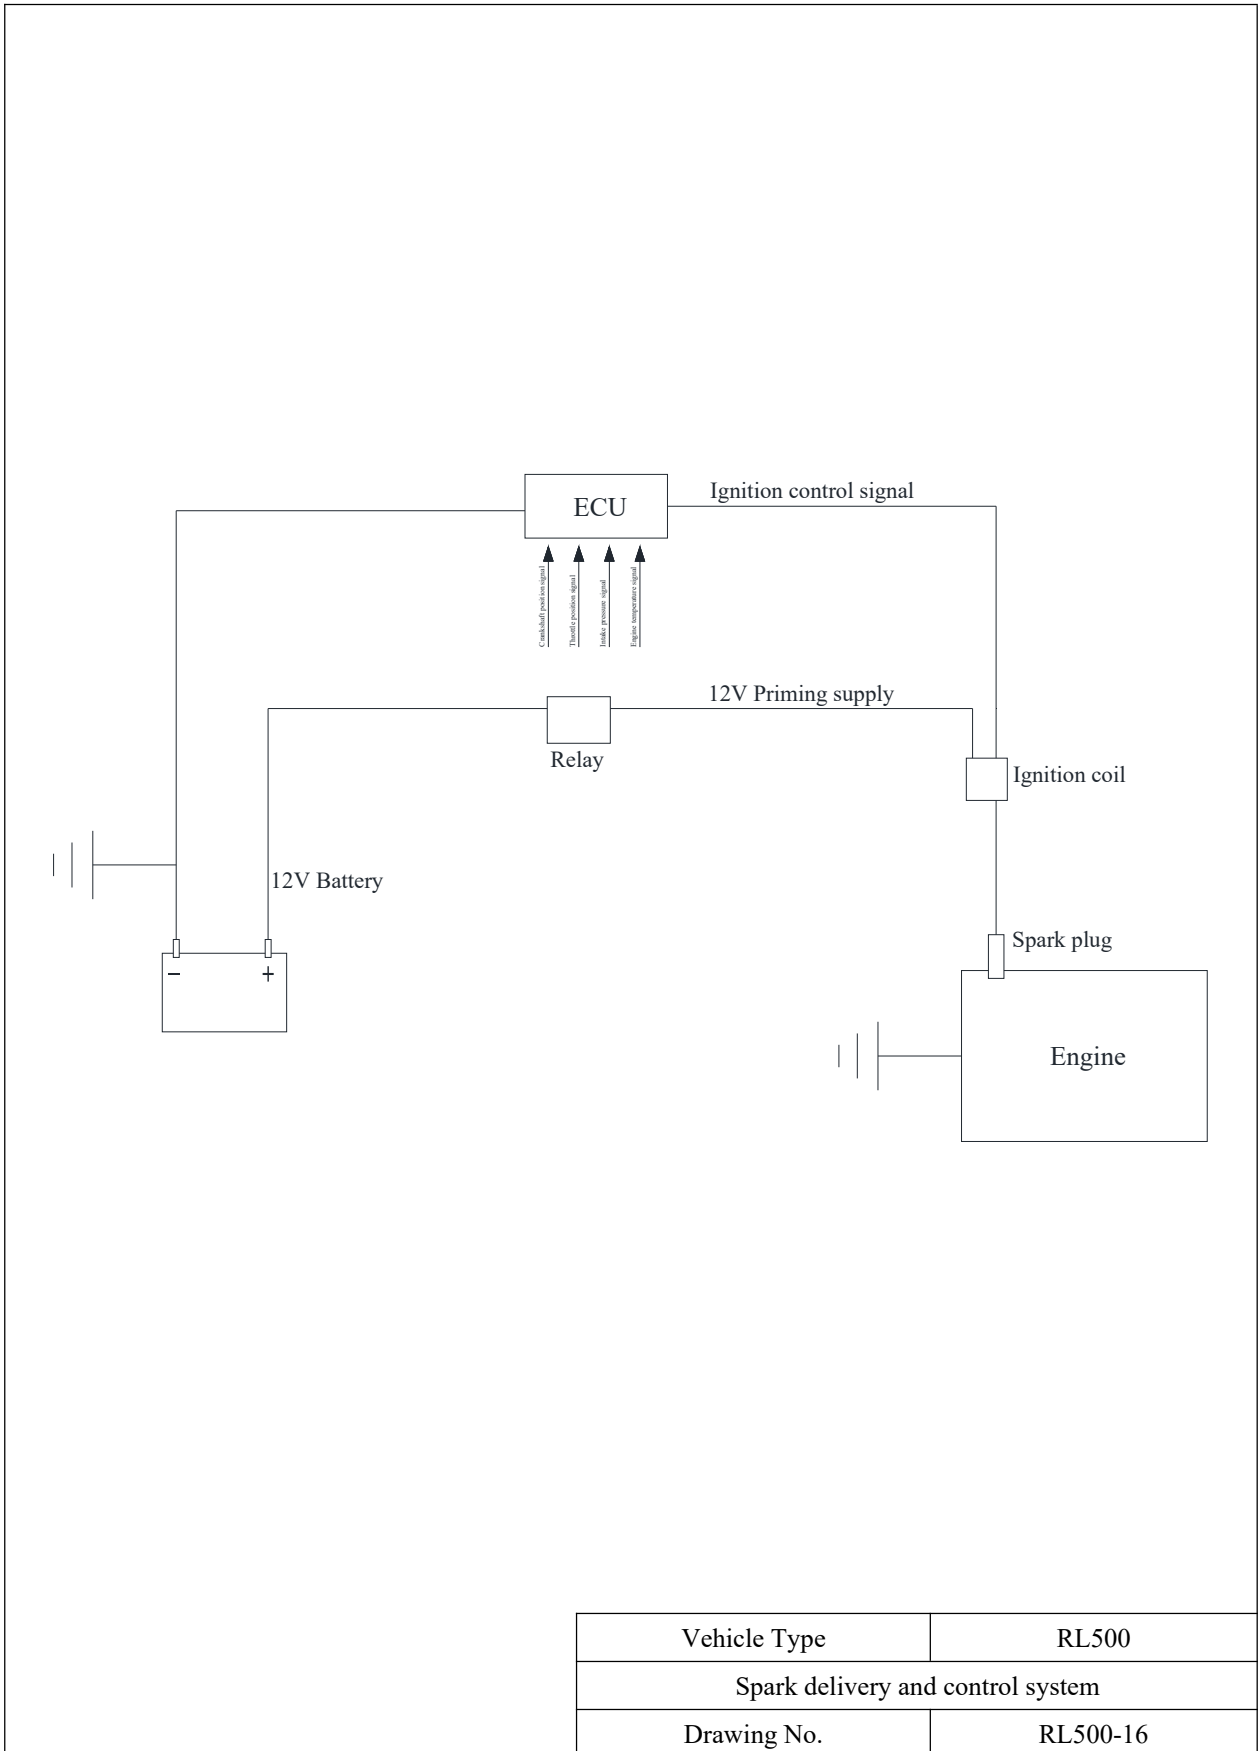 ECU
Ignition control signal
Crankshaft position signal
Throttle position signal
Intake pressure signal
Engine temperature signal
12V Priming supply
Relay
Ignition coil
12V Battery
Spark plug
− +
Engine
Vehicle Type RL500
Spark delivery and control system
Drawing No. RL500-16